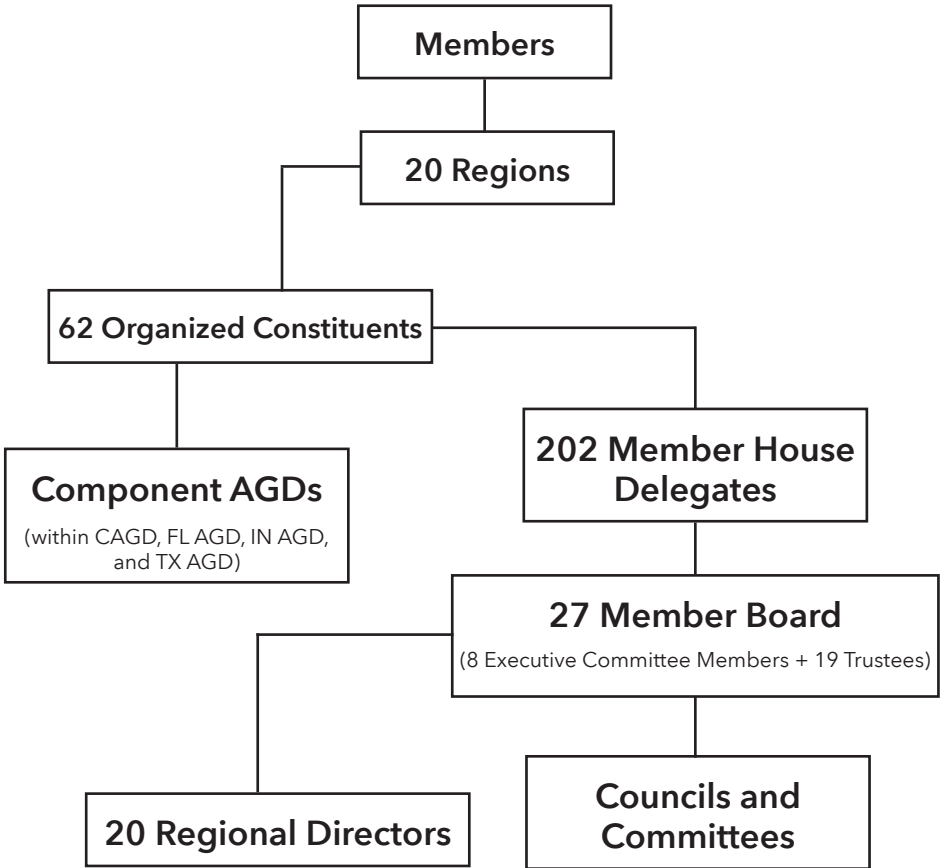 Members
20 Regions
62 Organized Constituents
Component AGDs
(within CAGD, FL AGD, IN AGD,
and TX AGD)
202 Member House
Delegates
27 Member Board
(8 Executive Committee Members + 19 Trustees)
20 Regional Directors
Councils and
Committees